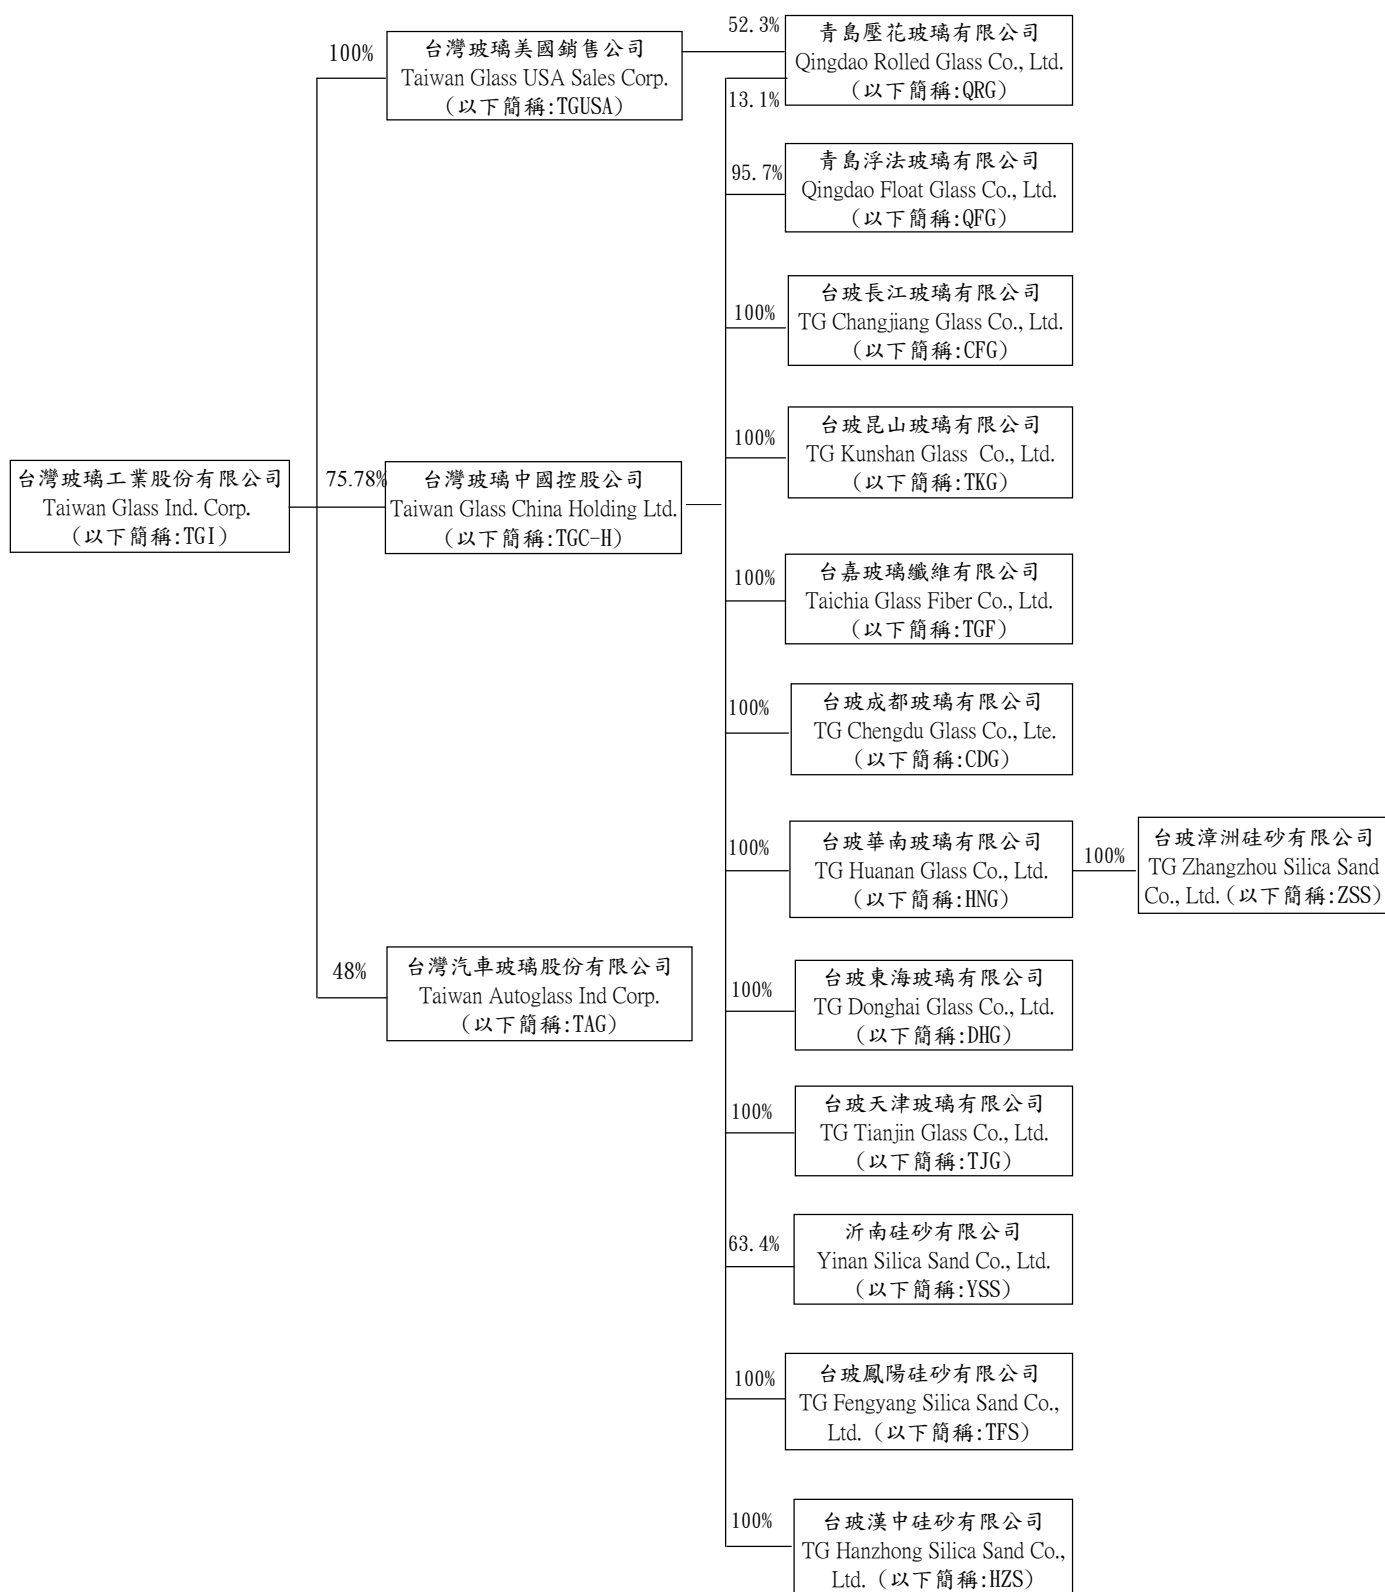 台灣玻璃工業股份有限公司
Taiwan Glass Ind. Corp.
(以下簡稱:TGI)
100%
台灣玻璃美國銷售公司
Taiwan Glass USA Sales Corp.
(以下簡稱:TGUSA)
75.78%
台灣玻璃中國控股公司
Taiwan Glass China Holding Ltd.
(以下簡稱:TGC-H)
48%
台灣汽車玻璃股份有限公司
Taiwan Autoglass Ind Corp.
(以下簡稱:TAG)
52.3%
13.1%
青島壓花玻璃有限公司
Qingdao Rolled Glass Co., Ltd.
(以下簡稱:QRG)
95.7%
青島浮法玻璃有限公司
Qingdao Float Glass Co., Ltd.
(以下簡稱:QFG)
100%
台玻長江玻璃有限公司
TG Changjiang Glass Co., Ltd.
(以下簡稱:CFG)
100%
台玻昆山玻璃有限公司
TG Kunshan Glass Co., Ltd.
(以下簡稱:TKG)
100%
台嘉玻璃纖維有限公司
Taichia Glass Fiber Co., Ltd.
(以下簡稱:TGF)
100%
台玻成都玻璃有限公司
TG Chengdu Glass Co., Lte.
(以下簡稱:CDG)
100%
台玻華南玻璃有限公司
TG Huanan Glass Co., Ltd.
(以下簡稱:HNG)
100%
台玻漳洲硅砂有限公司
TG Zhangzhou Silica Sand
Co., Ltd.(以下簡稱:ZSS)
100%
台玻東海玻璃有限公司
TG Donghai Glass Co., Ltd.
(以下簡稱:DHG)
100%
台玻天津玻璃有限公司
TG Tianjin Glass Co., Ltd.
(以下簡稱:TJG)
63.4%
沂南硅砂有限公司
Yinan Silica Sand Co., Ltd.
(以下簡稱:YSS)
100%
台玻鳳陽硅砂有限公司
TG Fengyang Silica Sand Co.,
Ltd.(以下簡稱:TFS)
100%
台玻漢中硅砂有限公司
TG Hanzhong Silica Sand Co.,
Ltd.(以下簡稱:HZS)